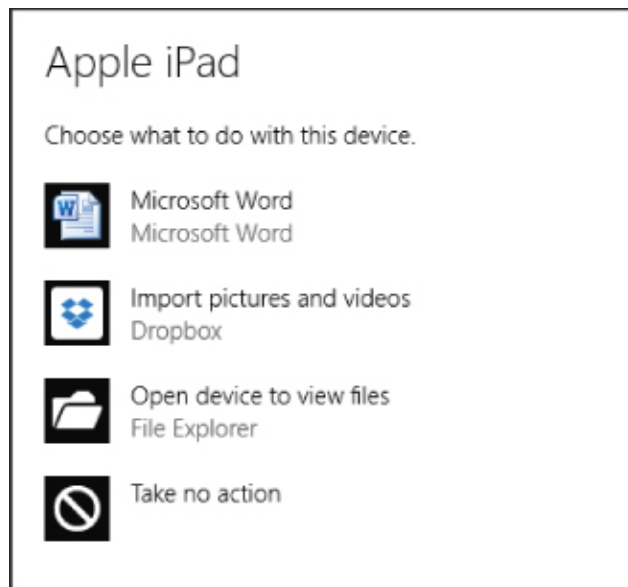 Apple iPad
Choose what to do with this device.
Microsoft Word
Microsoft Word
Import pictures and videos
Dropbox
Open device to view files
File Explorer
Take no action